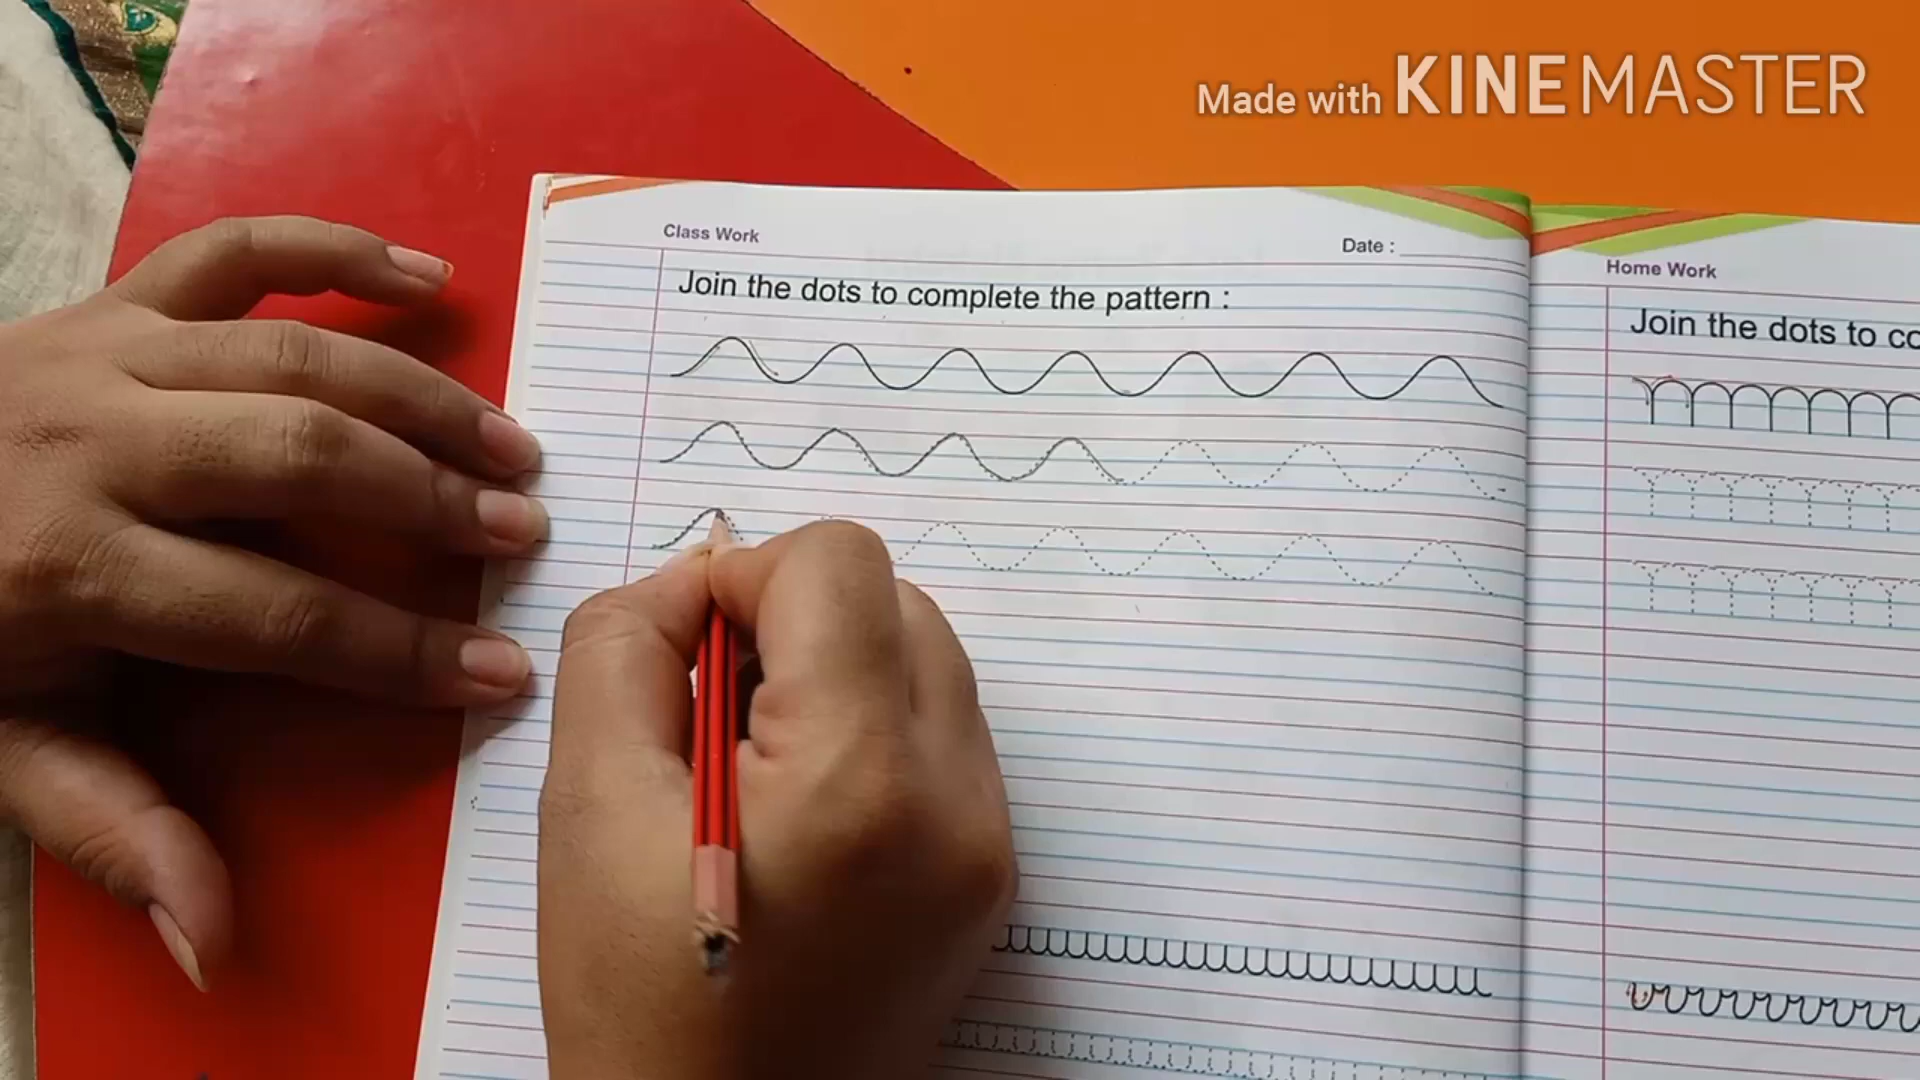 Made with KINEMASTER
Class Work
Date :
Join the dots to complete the pattern :
Home Work
Join the dots to co